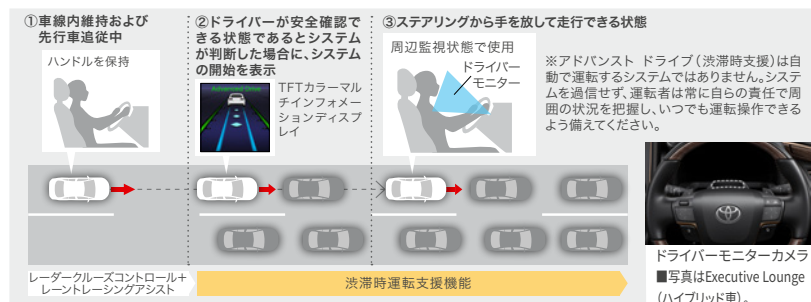 ①車線内維持および
先行車追従中
ハンドルを保持
②ドライバーが安全確認で
きる状態であるとシステム
が判断した場合に、システム
の開始を表示
Advanced Drive
TFTカラーマル
チインフォメー
ションディスプ
レイ
③ステアリングから手を放して走行できる状態
周辺監視状態で使用
ドライバー
モニター
※アドバンスト ドライブ（渋滞時支援）は自
動で運転するシステムではありません。システ
ムを過信せず、運転者は常に自らの責任で周
囲の状況を把握し、いつでも運転操作できる
よう備えてください。
レーダークルーズコントロール＋
レーントレーシングアシスト
渋滞時運転支援機能
ドライバーモニターカメラ
■写真はExecutive Lounge
（ハイブリッド車）。